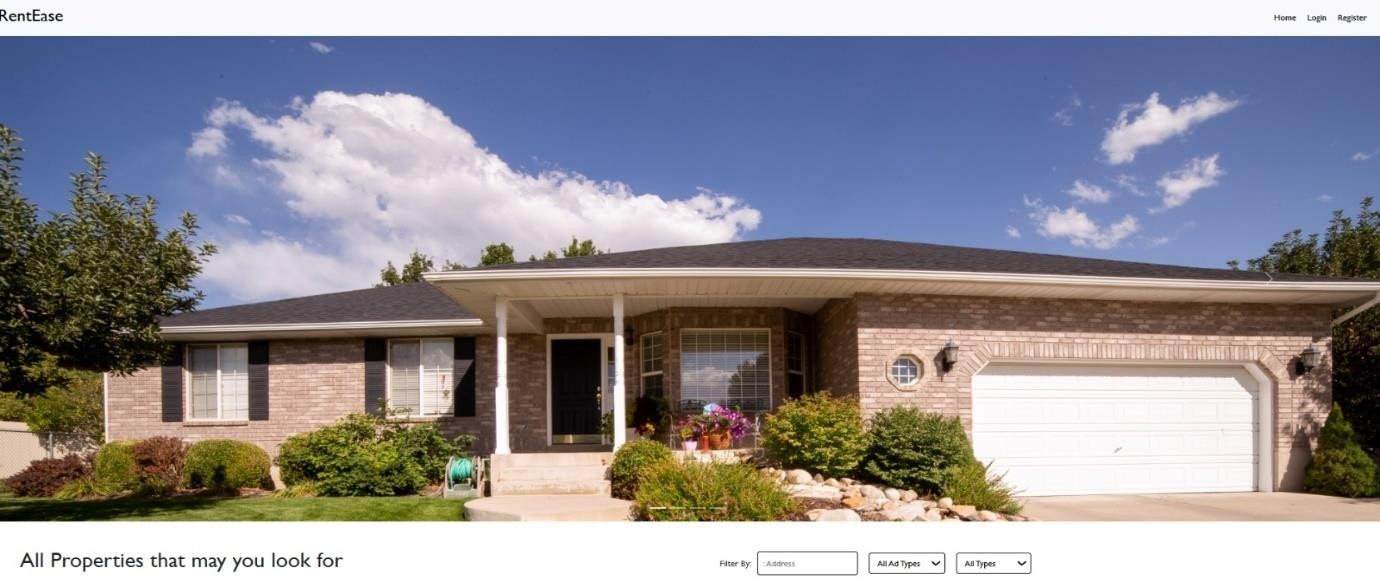 RentEase
Home Login Register
All Properties that may you look for
Filter By: :Address All Ad Types All Types